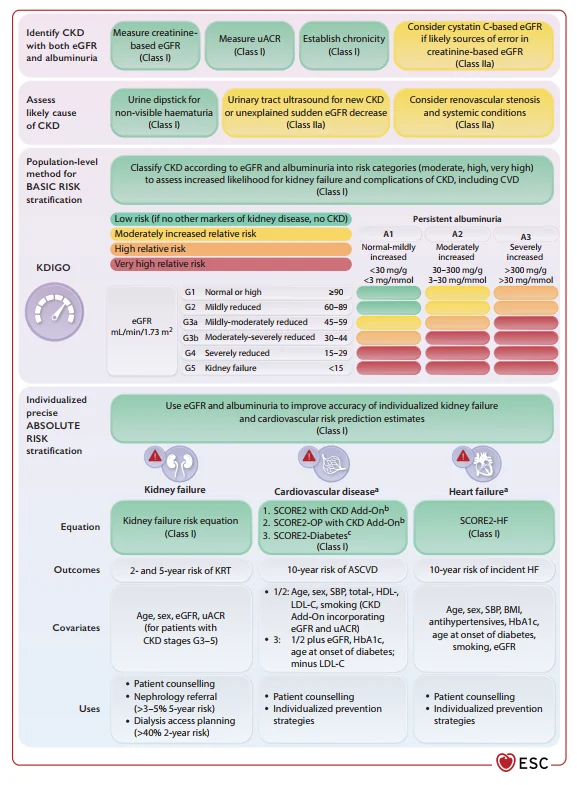 Identify CKD
with both eGFR
and albuminuria
Measure creatinine-
based eGFR
(Class I)
Measure uACR
(Class I)
Establish chronicity
(Class I)
Consider cystatin C-based eGFR
if likely sources of error in
creatinine-based eGFR
(Class IIa)
Assess
likely cause
of CKD
Urine dipstick for
non-visible haematuria
(Class I)
Urinary tract ultrasound for new CKD
or unexplained sudden eGFR decrease
(Class IIa)
Consider renovascular stenosis
and systemic conditions
(Class IIa)
Population-level
method for
BASIC RISK
stratification
Classify CKD according to eGFR and albuminuria into risk categories (moderate, high, very high)
to assess increased likelihood for kidney failure and complications of CKD, including CVD
(Class I)
KDIGO
Low risk (if no other markers of kidney disease, no CKD)
Moderately increased relative risk
High relative risk
Very high relative risk
Persistent albuminuria
A1
Normal-mildly
increased
<30 mg/g
<3 mg/mmol
A2
Moderately
increased
30–300 mg/g
3–30 mg/mmol
A3
Severely
increased
>300 mg/g
>30 mg/mmol
eGFR
mL/min/1.73 m²
G1 Normal or high ≥90
G2 Mildly reduced 60–89
G3a Mildly-moderately reduced 45–59
G3b Moderately-severely reduced 30–44
G4 Severely reduced 15–29
G5 Kidney failure <15
Individualized
precise
ABSOLUTE
RISK
stratification
Use eGFR and albuminuria to improve accuracy of individualized kidney failure
and cardiovascular risk prediction estimates
(Class I)
Kidney failure
Cardiovascular diseaseᵃ
Heart failureᵃ
Equation
Kidney failure risk equation
(Class I)
1. SCORE2 with CKD Add-Onᵇ
2. SCORE2-OP with CKD Add-Onᵇ
3. SCORE2-Diabetesᶜ
(Class I)
SCORE2-HF
(Class I)
Outcomes
2- and 5-year risk of KRT
10-year risk of ASCVD
10-year risk of incident HF
Covariates
Age, sex, eGFR, uACR
(for patients with
CKD stages G3–5)
• 1/2: Age, sex, SBP, total-, HDL-,
LDL-C, smoking (CKD
Add-On incorporating
eGFR and uACR)
• 3: 1/2 plus eGFR, HbA1c,
age at onset of diabetes;
minus LDL-C
Age, sex, SBP, BMI,
antihypertensives, HbA1c,
age at onset of diabetes,
smoking, eGFR
Uses
• Patient counselling
• Nephrology referral
(>3–5% 5-year risk)
• Dialysis access planning
(>40% 2-year risk)
• Patient counselling
• Individualized prevention
strategies
• Patient counselling
• Individualized prevention
strategies
ESC